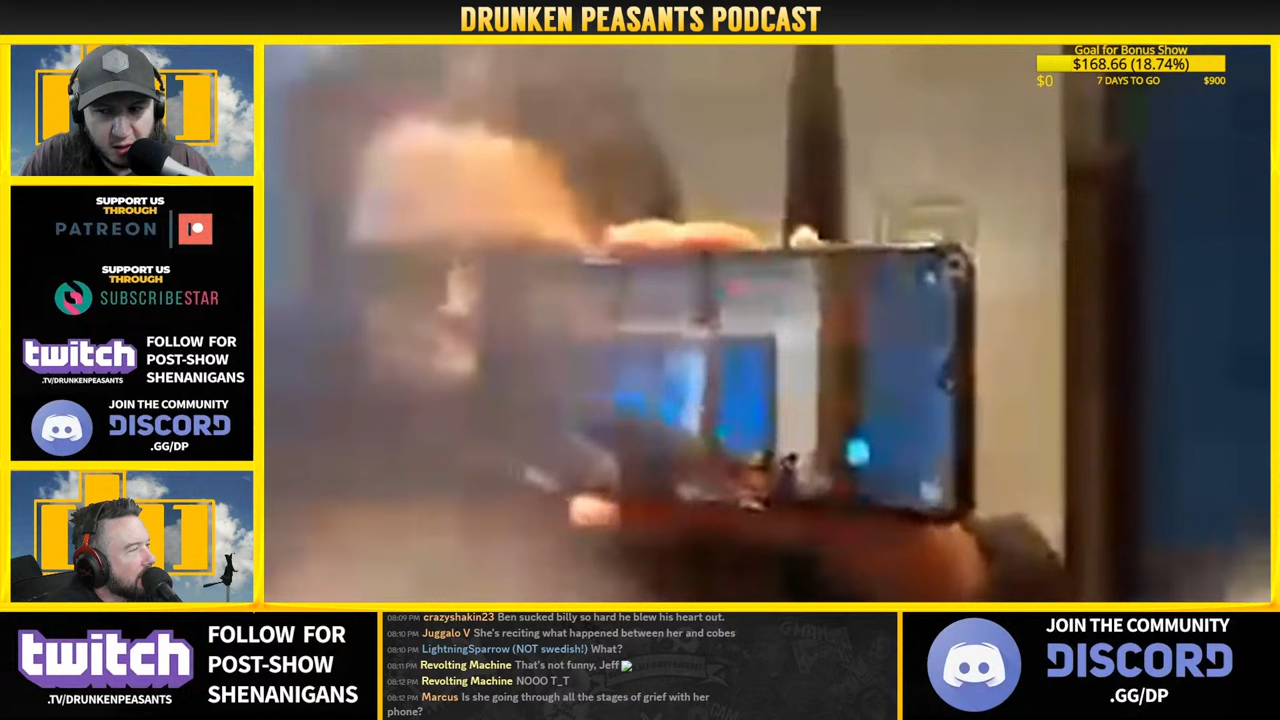 DRUNKEN PEASANTS PODCAST
Goal for Bonus Show
$168.66 (18.74%)
$0
7 DAYS TO GO
$900
SUPPORT US
THROUGH
PATREON
SUPPORT US
THROUGH
SUBSCRIBESTAR
twitch
.TV/DRUNKENPEASANTS
FOLLOW FOR
POST-SHOW
SHENANIGANS
JOIN THE COMMUNITY
DISCORD
.GG/DP
twitch
.TV/DRUNKENPEASANTS
FOLLOW FOR
POST-SHOW
SHENANIGANS
08:09 PM crazyshakin23 Ben sucked billy so hard he blew his heart out.
08:10 PM Juggalo V She's reciting what happened between her and cobes
08:10 PM LightningSparrow (NOT swedish!) What?
08:11 PM Revolting Machine That's not funny, Jeff
08:12 PM Revolting Machine NOOO T_T
08:12 PM Marcus Is she going through all the stages of grief with her
phone?
JOIN THE COMMUNITY
DISCORD
.GG/DP